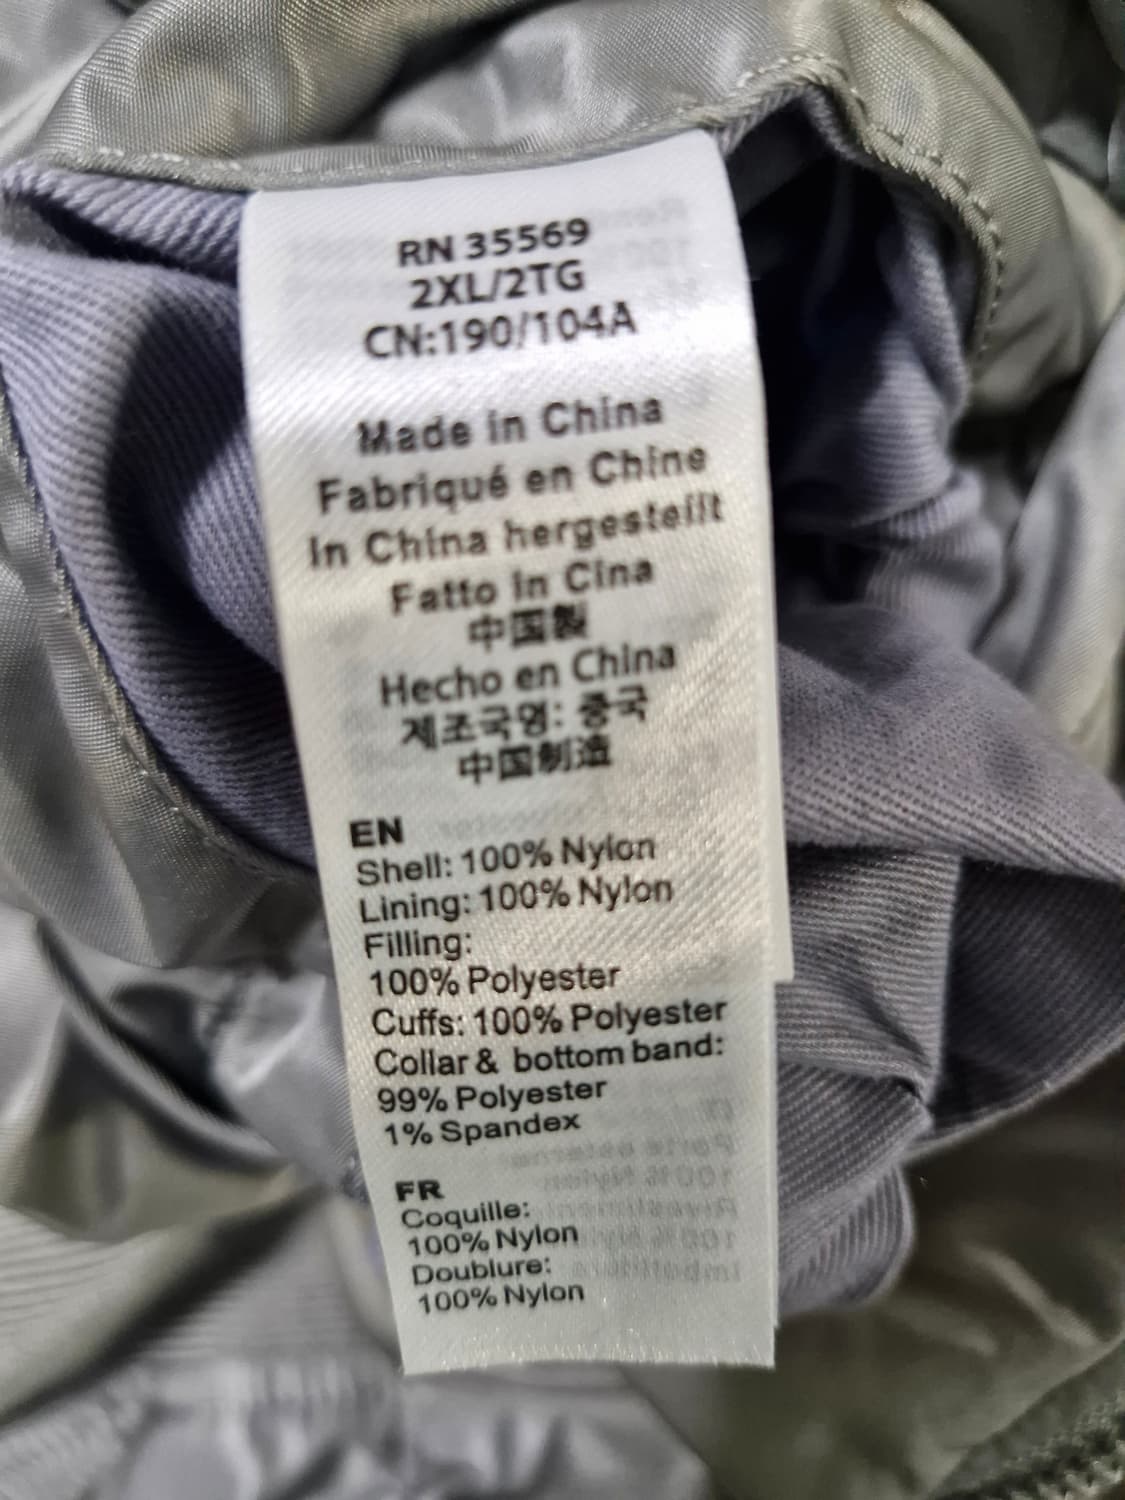 RN 35569
2XL/2TG
CN:190/104A
Made in China
Fabriqué en Chine
In China hergestellt
Fatto in Cina
中国製
Hecho en China
제조국명: 중국
中国制造
EN
Shell: 100% Nylon
Lining: 100% Nylon
Filling:
100% Polyester
Cuffs: 100% Polyester
Collar & bottom band:
99% Polyester
1% Spandex
FR
Coquille:
100% Nylon
Doublure:
100% Nylon